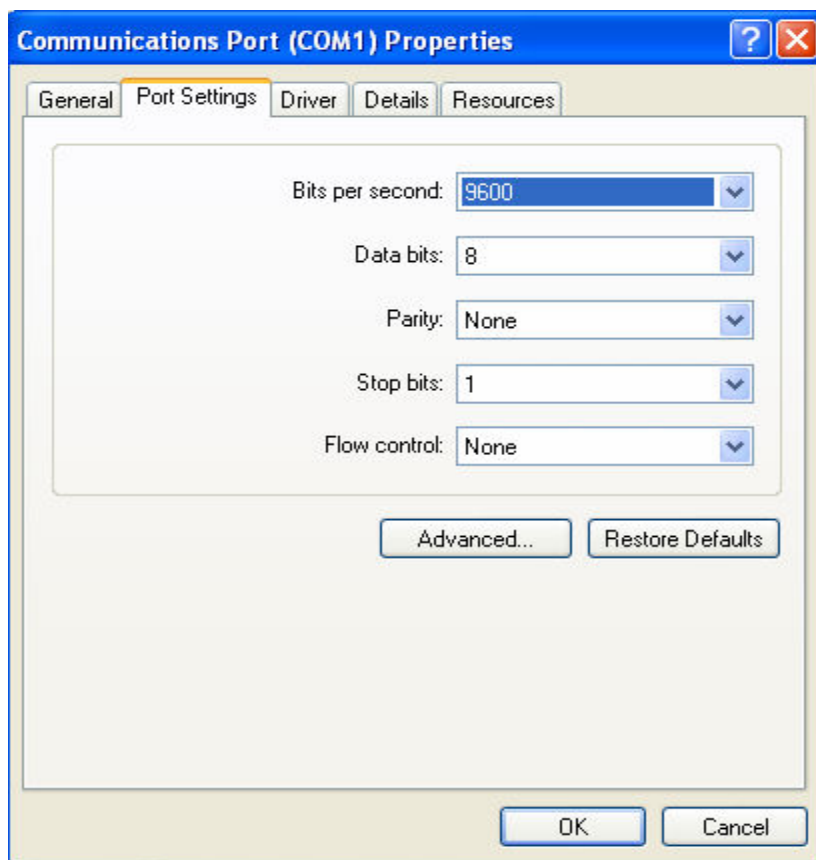 Communications Port (COM1) Properties ?
General Port Settings Driver Details Resources
Bits per second: 9600
Data bits: 8
Parity: None
Stop bits: 1
Flow control: None
Advanced... Restore Defaults
OK Cancel